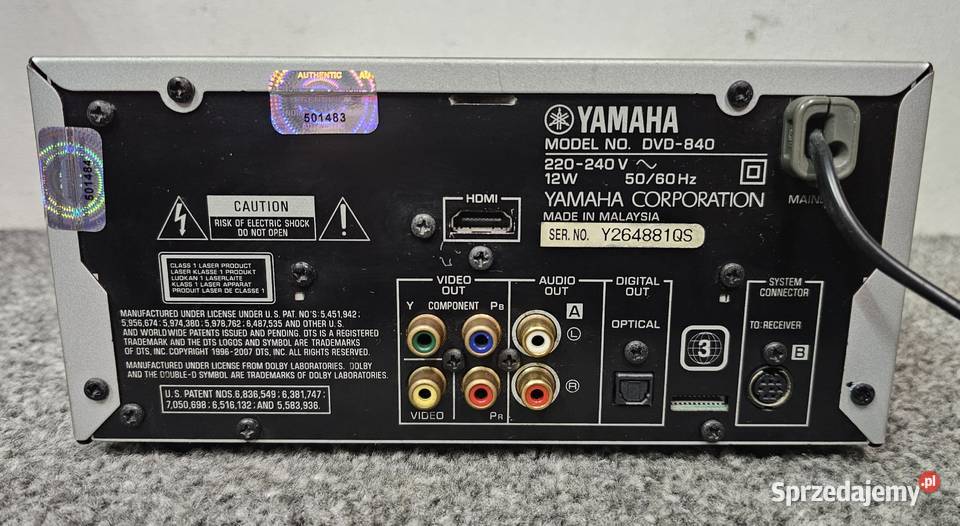 AUTHENTIC
501483
501484
YAMAHA
MODEL NO. DVD-840
220-240 V ~
12W 50/60 Hz
YAMAHA CORPORATION
MADE IN MALAYSIA
SER. NO. Y264881QS
MAINS
CAUTION
RISK OF ELECTRIC SHOCK
DO NOT OPEN
HDMI
CLASS 1 LASER PRODUCT
LASER KLASSE 1 PRODUKT
LUOKAN 1 LASERLAITE
KLASS 1 LASER APPARAT
PRODUIT LASER DE CLASSE 1
MANUFACTURED UNDER LICENSE UNDER U.S. PAT. NO'S: 5,451,942;
5,956,674; 5,974,380; 5,978,762; 6,487,535 AND OTHER U.S.
AND WORLDWIDE PATENTS ISSUED AND PENDING. DTS IS A REGISTERED
TRADEMARK AND THE DTS LOGOS AND SYMBOL ARE TRADEMARKS
OF DTS, INC. COPYRIGHT 1996-2007 DTS, INC. ALL RIGHTS RESERVED.
MANUFACTURED UNDER LICENSE FROM DOLBY LABORATORIES. DOLBY
AND THE DOUBLE-D SYMBOL ARE TRADEMARKS OF DOLBY LABORATORIES.
U.S. PATENT NOS.6,836,549; 6,381,747;
7,050,698; 6,516,132; AND 5,583,936.
VIDEO
OUT
Y COMPONENT PB
VIDEO PR
AUDIO
OUT
A
L
R
DIGITAL
OUT
OPTICAL
3
SYSTEM
CONNECTOR
TO: RECEIVER
B
Sprzedajemy.pl